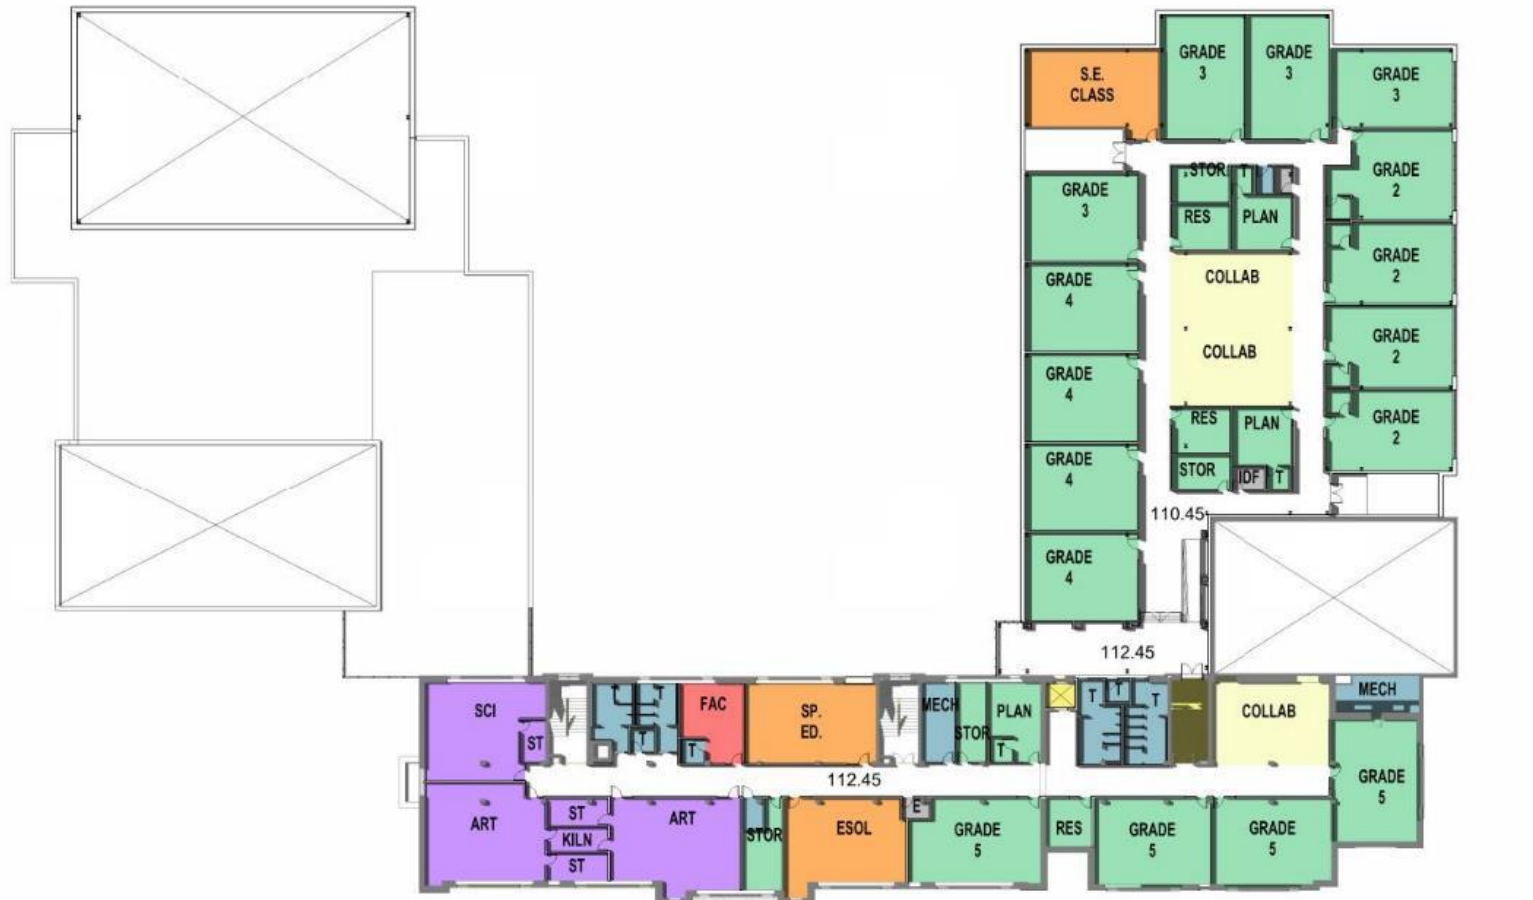 GRADE
3
GRADE
3
S.E.
CLASS
GRADE
3
STOR
T
GRADE
2
GRADE
3
RES
PLAN
GRADE
2
COLLAB
GRADE
4
GRADE
2
COLLAB
GRADE
4
GRADE
2
RES
PLAN
GRADE
4
STOR
IDF
T
110.45
GRADE
4
112.45
SCI
ST
T
FAC
T
SP.
ED.
MECH
STOR
PLAN
T
T
T
T
COLLAB
MECH
112.45
GRADE
5
ART
ST
KILN
ST
ART
STOR
ESOL
E
GRADE
5
RES
GRADE
5
GRADE
5